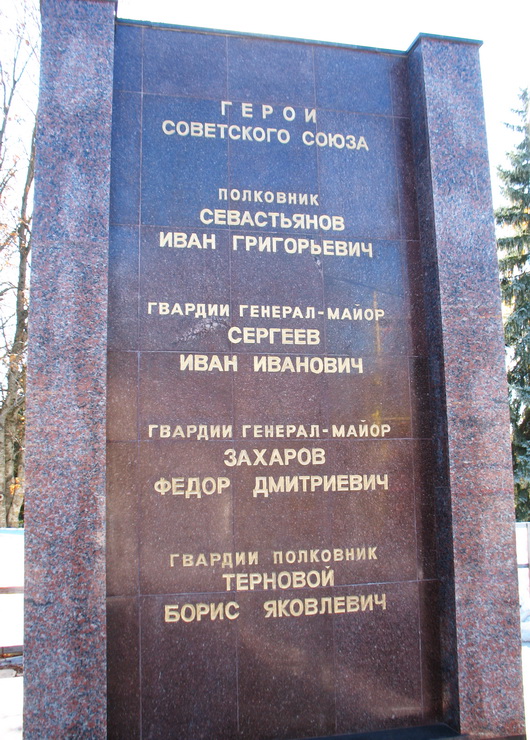 ГЕРОИ
СОВЕТСКОГО СОЮЗА
ПОЛКОВНИК
СЕВАСТЬЯНОВ
ИВАН ГРИГОРЬЕВИЧ
ГВАРДИИ ГЕНЕРАЛ-МАЙОР
СЕРГЕЕВ
ИВАН ИВАНОВИЧ
ГВАРДИИ ГЕНЕРАЛ-МАЙОР
ЗАХАРОВ
ФЕДОР ДМИТРИЕВИЧ
ГВАРДИИ ПОЛКОВНИК
ТЕРНОВОЙ
БОРИС ЯКОВЛЕВИЧ